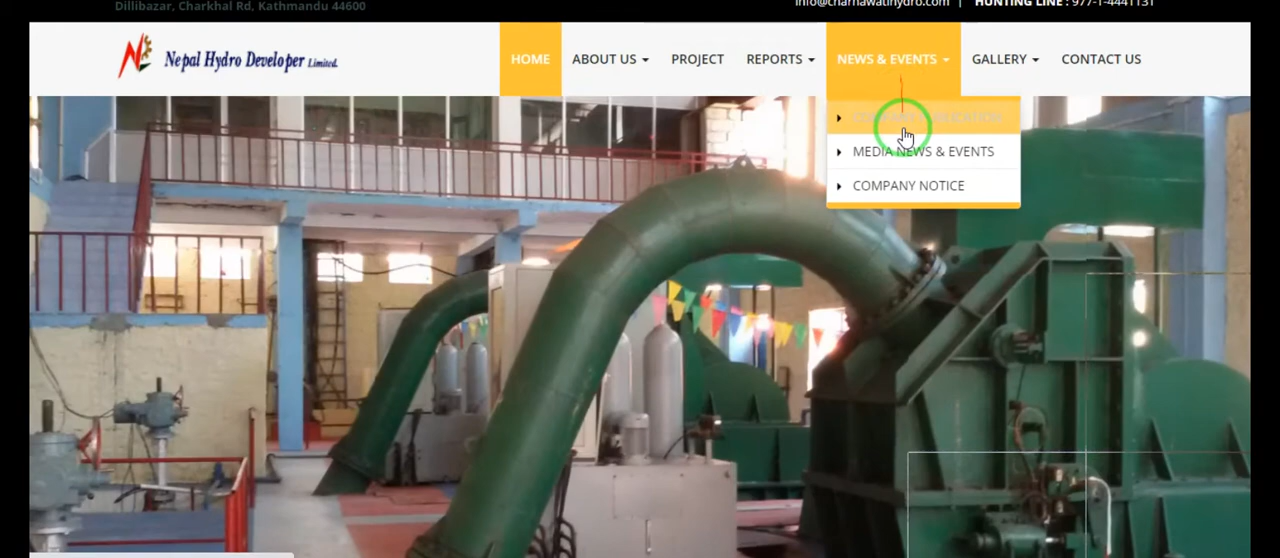 Dillibazar, Charkhal Rd, Kathmandu 44600
info@charnawatihydro.com | HUNTING LINE : 977-1-4441131
Nepal Hydro Developer Limited.
HOME ABOUT US PROJECT REPORTS NEWS & EVENTS GALLERY CONTACT US
MEDIA NEWS & EVENTS
COMPANY NOTICE